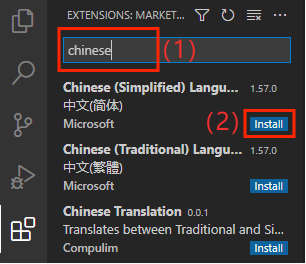 EXTENSIONS: MARKET...
chinese
(1)
Chinese (Simplified) Langu... 1.57.0
中文(简体)
Microsoft
(2)
Install
Chinese (Traditional) Langu... 1.57.0
中文(繁體)
Microsoft
Install
Chinese Translation 0.0.1
Translates between Traditional and Si...
Compulim
Install